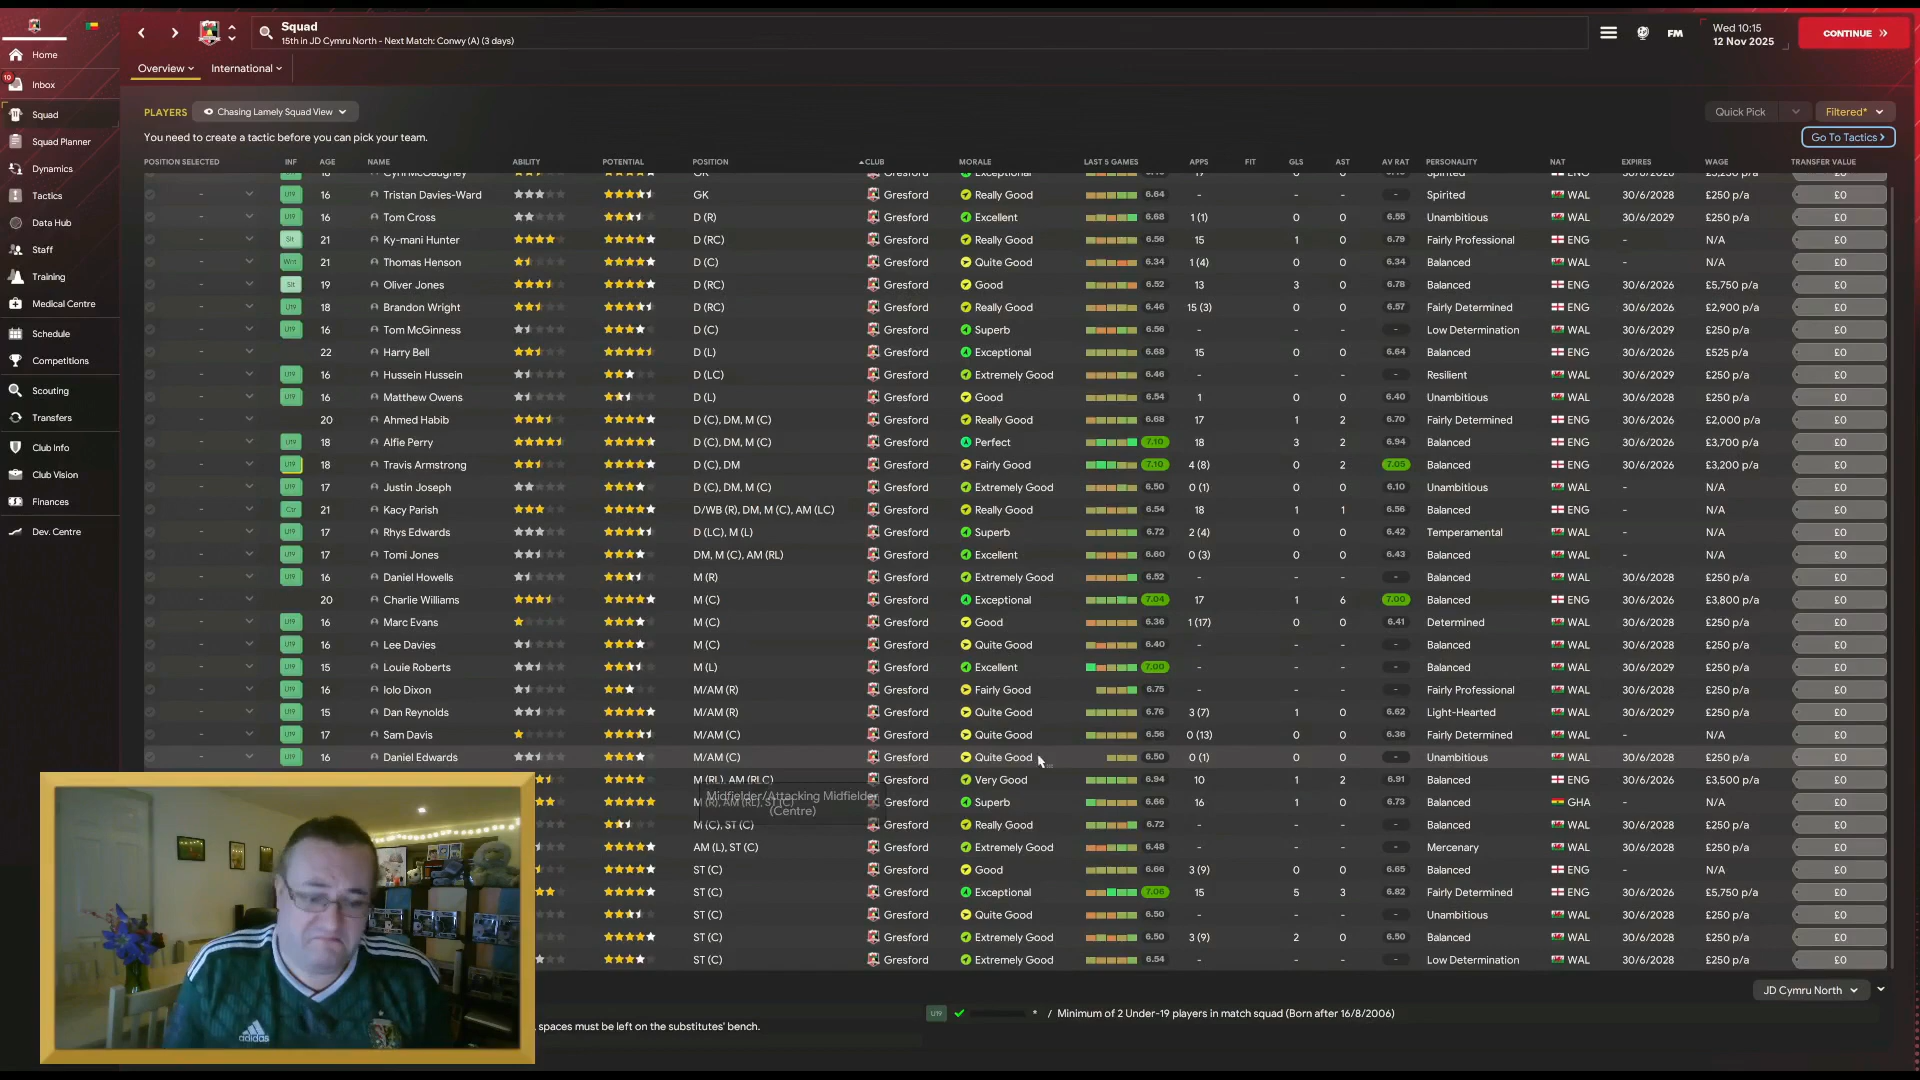 Squad
15th in JD Cymru North - Next Match: Conwy (A) (3 days)
FM
Wed 10:15
12 Nov 2025
CONTINUE
Home
10
Inbox
Squad
Squad Planner
Dynamics
Tactics
Data Hub
Staff
Training
Medical Centre
Schedule
Competitions
Scouting
Transfers
Club Info
Club Vision
Finances
Dev. Centre
Overview International
PLAYERS Chasing Lamely Squad View Quick Pick Filtered*
You need to create a tactic before you can pick your team. Go To Tactics
POSITION SELECTED INF AGE NAME ABILITY POTENTIAL POSITION CLUB MORALE LAST 5 GAMES APPS FIT GLS AST AV RAT PERSONALITY NAT EXPIRES WAGE TRANSFER VALUE
- U19 16 Tristan Davies-Ward GK Gresford Really Good 6.64 - - - - Spirited WAL 30/6/2028 £250 p/a £0
- U19 16 Tom Cross D (R) Gresford Excellent 6.68 1 (1) 0 0 6.55 Unambitious WAL 30/6/2029 £250 p/a £0
- Slt 21 Ky-mani Hunter D (RC) Gresford Really Good 6.56 15 1 0 6.79 Fairly Professional ENG - N/A £0
- Wnt 21 Thomas Henson D (C) Gresford Quite Good 6.34 1 (4) 0 0 6.34 Balanced WAL - N/A £0
- Slt 19 Oliver Jones D (RC) Gresford Good 6.52 13 3 0 6.78 Balanced ENG 30/6/2026 £5,750 p/a £0
- U19 18 Brandon Wright D (RC) Gresford Really Good 6.46 15 (3) 0 0 6.57 Fairly Determined ENG 30/6/2026 £2,900 p/a £0
- U19 16 Tom McGinness D (C) Gresford Superb 6.56 - - - - Low Determination WAL 30/6/2029 £250 p/a £0
- 22 Harry Bell D (L) Gresford Exceptional 6.68 15 0 0 6.64 Balanced ENG 30/6/2026 £525 p/a £0
- U19 16 Hussein Hussein D (LC) Gresford Extremely Good 6.46 - - - - Resilient WAL 30/6/2029 £250 p/a £0
- U19 16 Matthew Owens D (L) Gresford Good 6.54 1 0 0 6.40 Unambitious WAL 30/6/2028 £250 p/a £0
- 20 Ahmed Habib D (C), DM, M (C) Gresford Really Good 6.68 17 1 2 6.70 Fairly Determined ENG 30/6/2026 £2,000 p/a £0
- U19 18 Alfie Perry D (C), DM, M (C) Gresford Perfect 7.10 18 3 2 6.94 Balanced ENG 30/6/2026 £3,700 p/a £0
- U19 18 Travis Armstrong D (C), DM Gresford Fairly Good 7.10 4 (8) 0 2 7.05 Balanced ENG 30/6/2026 £3,200 p/a £0
- U19 17 Justin Joseph D (C), DM, M (C) Gresford Extremely Good 6.50 0 (1) 0 0 6.10 Unambitious WAL - N/A £0
- Ctr 21 Kacy Parish D/WB (R), DM, M (C), AM (LC) Gresford Really Good 6.54 18 1 1 6.56 Balanced ENG - N/A £0
- U19 17 Rhys Edwards D (LC), M (L) Gresford Superb 6.72 2 (4) 0 0 6.42 Temperamental WAL - N/A £0
- U19 17 Tomi Jones DM, M (C), AM (RL) Gresford Excellent 6.60 0 (3) 0 0 6.43 Balanced WAL - N/A £0
- U19 16 Daniel Howells M (R) Gresford Extremely Good 6.52 - - - - Balanced WAL 30/6/2028 £250 p/a £0
- 20 Charlie Williams M (C) Gresford Exceptional 7.04 17 1 6 7.00 Balanced ENG 30/6/2026 £3,800 p/a £0
- U19 16 Marc Evans M (C) Gresford Good 6.36 1 (17) 0 0 6.41 Determined WAL 30/6/2028 £250 p/a £0
- U19 16 Lee Davies M (C) Gresford Quite Good 6.40 - - - - Balanced WAL 30/6/2028 £250 p/a £0
- U19 15 Louie Roberts M (L) Gresford Excellent 7.00 - - - - Balanced WAL 30/6/2029 £250 p/a £0
- U19 16 Iolo Dixon M/AM (R) Gresford Fairly Good 6.75 - - - - Fairly Professional WAL 30/6/2028 £250 p/a £0
- U19 15 Dan Reynolds M/AM (R) Gresford Quite Good 6.76 3 (7) 1 0 6.62 Light-Hearted WAL 30/6/2029 £250 p/a £0
- U19 17 Sam Davis M/AM (C) Gresford Quite Good 6.56 0 (13) 0 0 6.36 Fairly Determined WAL - N/A £0
- U19 16 Daniel Edwards M/AM (C) Gresford Quite Good 6.50 0 (1) 0 0 - Unambitious WAL 30/6/2028 £250 p/a £0
M (RL), AM (RLC) Gresford Very Good 6.94 10 1 2 6.91 Balanced ENG 30/6/2026 £3,500 p/a £0
Midfielder/Attacking Midfielder
(Centre)
M (R), AM (RL), ST (C) Gresford Superb 6.66 16 1 0 6.73 Balanced GHA - N/A £0
M (C), ST (C) Gresford Really Good 6.72 - - - - Balanced WAL 30/6/2028 £250 p/a £0
AM (L), ST (C) Gresford Extremely Good 6.48 - - - - Mercenary WAL 30/6/2028 £250 p/a £0
ST (C) Gresford Good 6.66 3 (9) 0 0 6.65 Balanced ENG - N/A £0
ST (C) Gresford Exceptional 7.06 15 5 3 6.82 Fairly Determined ENG 30/6/2026 £5,750 p/a £0
ST (C) Gresford Quite Good 6.50 - - - - Unambitious WAL 30/6/2028 £250 p/a £0
ST (C) Gresford Extremely Good 6.50 3 (9) 2 0 6.50 Balanced WAL 30/6/2028 £250 p/a £0
ST (C) Gresford Extremely Good 6.54 - - - - Low Determination WAL 30/6/2028 £250 p/a £0
JD Cymru North
U19 * / Minimum of 2 Under-19 players in match squad (Born after 16/8/2006)
, spaces must be left on the substitutes' bench.
adidas